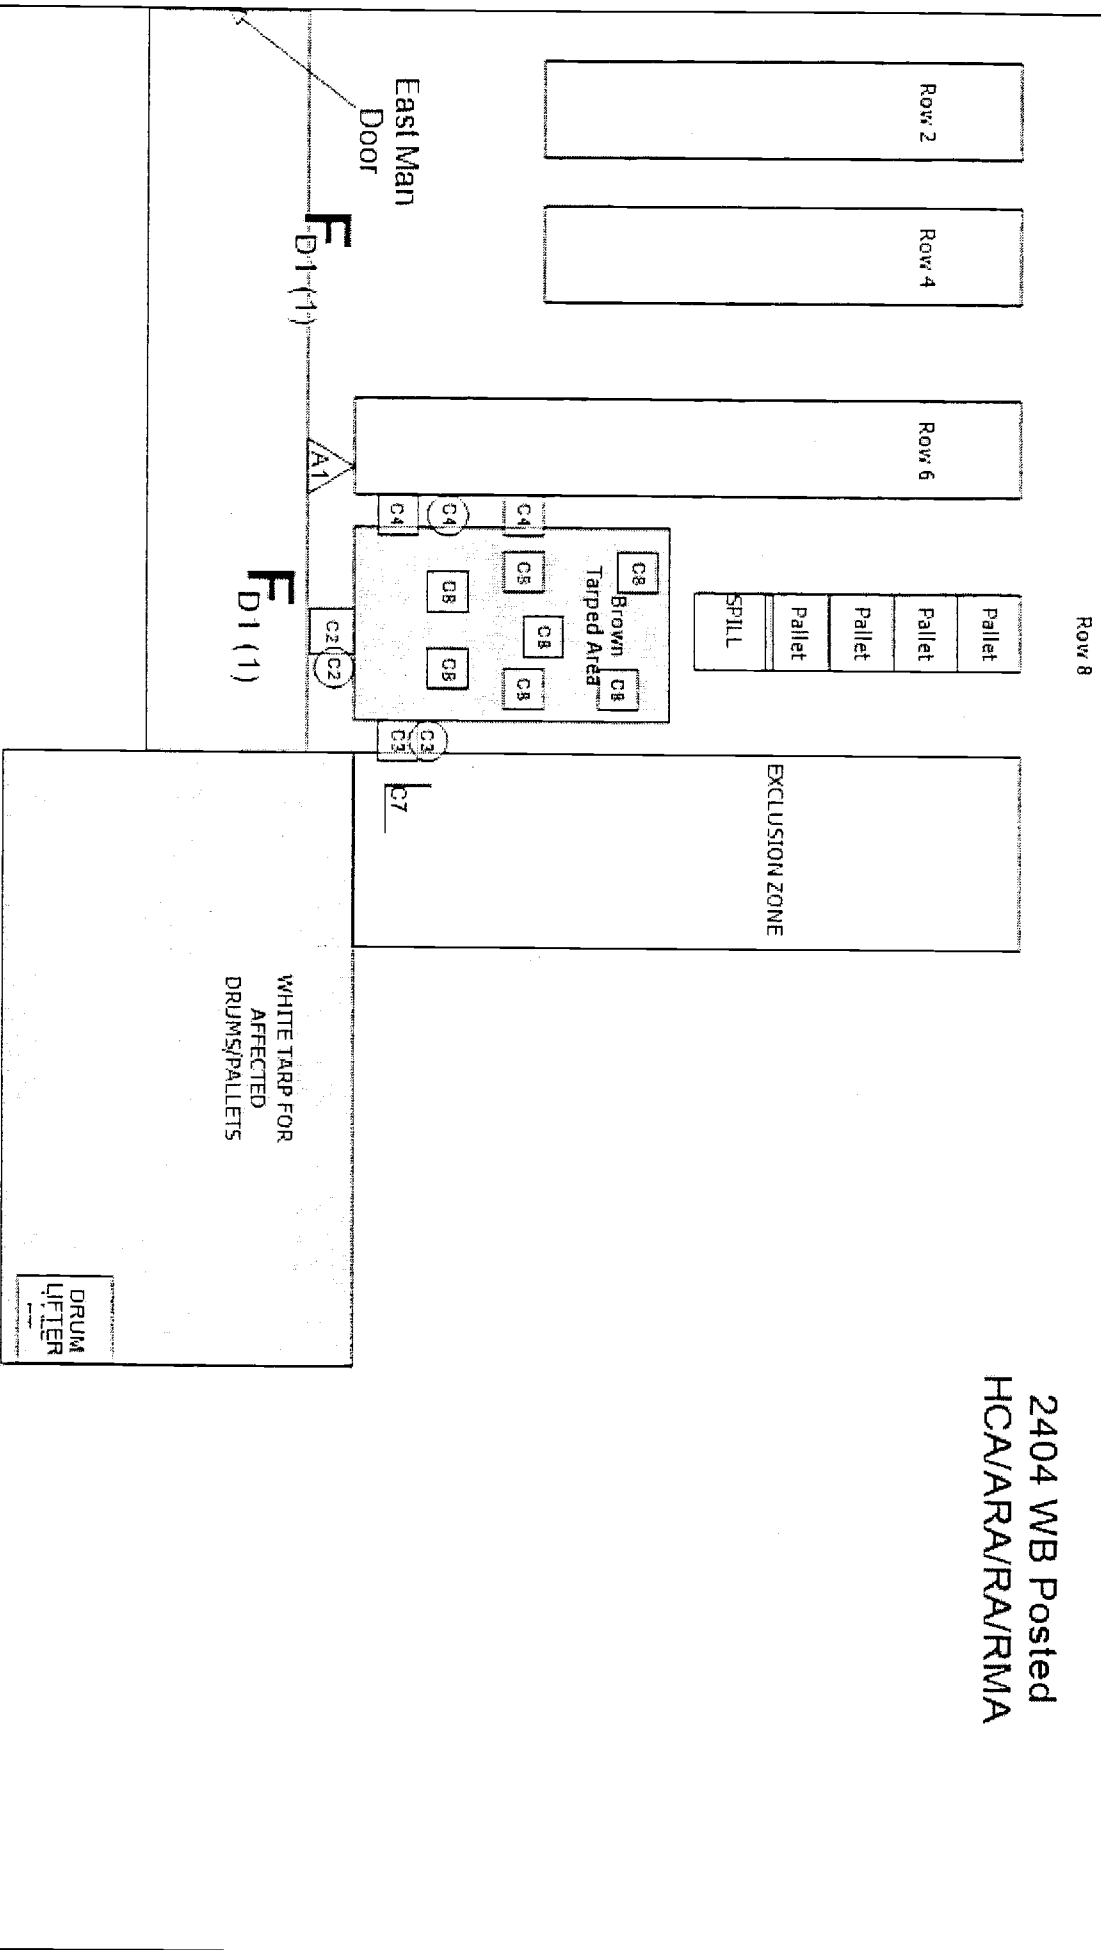 2404 WB Posted
HCA/ARA/RA/RMA
Row 8
Row 2
Row 4
Row 6
Pallet
Pallet
Pallet
Pallet
SPILL
EXCLUSION ZONE
Brown
Tarped Area
C8
C8
C8
C8
C8
C8
C8
C4
C4
C4
C3
C3
C7
East Man
Door
A1
C2
C2
F
D1 (1)
F
D1 (1)
WHITE TARP FOR
AFFECTED
DRUMS/PALLETS
DRUM
LIFTER